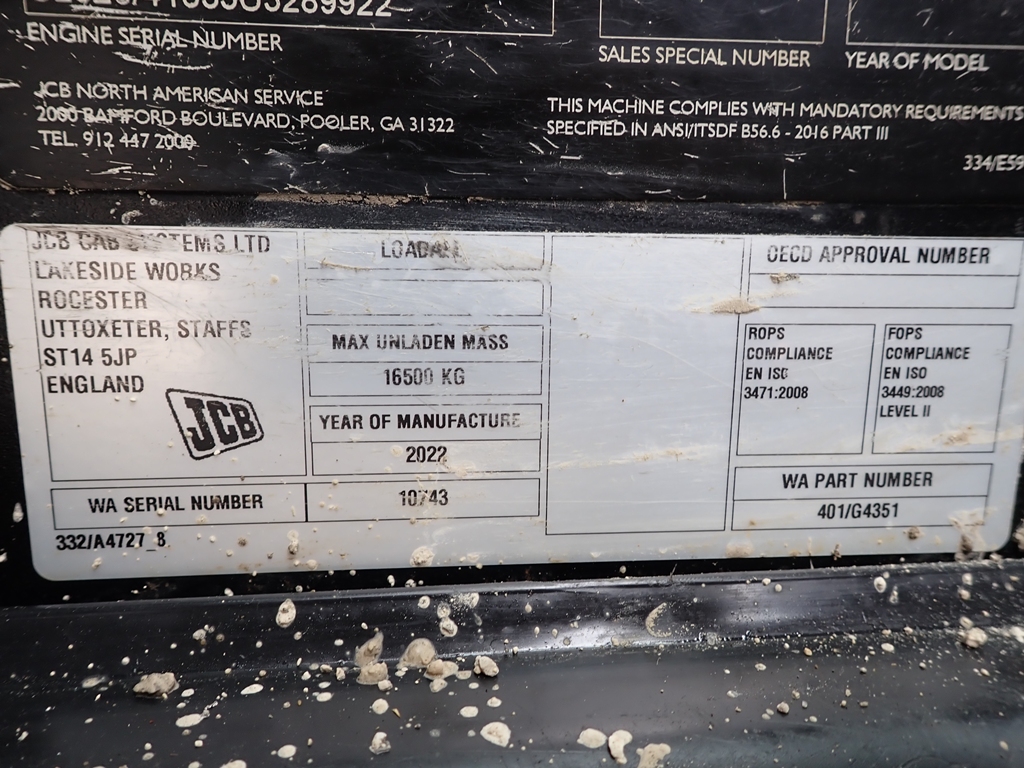 ENGINE SERIAL NUMBER
SALES SPECIAL NUMBER
YEAR OF MODEL
JCB NORTH AMERICAN SERVICE
2000 BAMFORD BOULEVARD, POOLER, GA 31322
TEL. 912 447 2000
THIS MACHINE COMPLIES WITH MANDATORY REQUIREMENTS
SPECIFIED IN ANSI/ITSDF B56.6 - 2016 PART III
334/E59
JCB CAB SYSTEMS LTD
LAKESIDE WORKS
ROCESTER
UTTOXETER, STAFFS
ST14 5JP
ENGLAND
JCB
WA SERIAL NUMBER
10743
332/A4727_8
LOADALL
MAX UNLADEN MASS
16500 KG
YEAR OF MANUFACTURE
2022
OECD APPROVAL NUMBER
ROPS
COMPLIANCE
EN ISO
3471:2008
FOPS
COMPLIANCE
EN ISO
3449:2008
LEVEL II
WA PART NUMBER
401/G4351